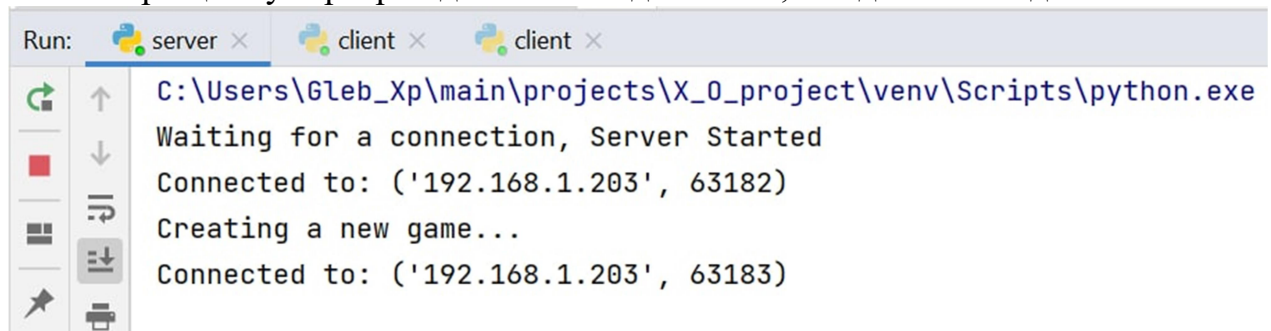 Run: server × client × client ×
C:\Users\Gleb_Xp\main\projects\X_O_project\venv\Scripts\python.exe
Waiting for a connection, Server Started
Connected to: ('192.168.1.203', 63182)
Creating a new game...
Connected to: ('192.168.1.203', 63183)